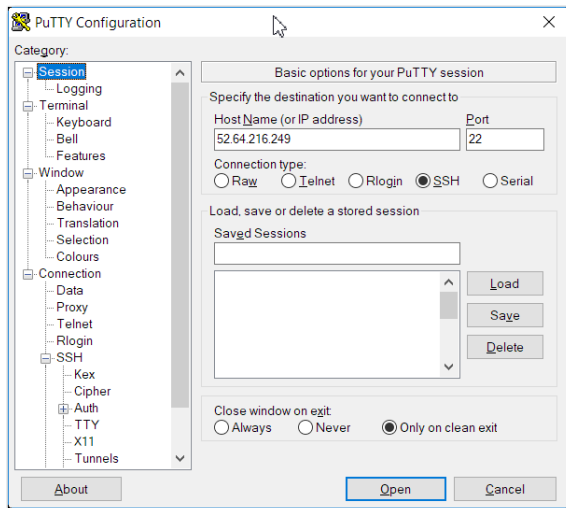 PuTTY Configuration
Category:
Session
Logging
Terminal
Keyboard
Bell
Features
Window
Appearance
Behaviour
Translation
Selection
Colours
Connection
Data
Proxy
Telnet
Rlogin
SSH
Kex
Cipher
Auth
TTY
X11
Tunnels
Basic options for your PuTTY session
Specify the destination you want to connect to
Host Name (or IP address) Port
52.64.216.249 22
Connection type:
Raw Telnet Rlogin SSH Serial
Load, save or delete a stored session
Saved Sessions
Load
Save
Delete
Close window on exit:
Always Never Only on clean exit
About Open Cancel